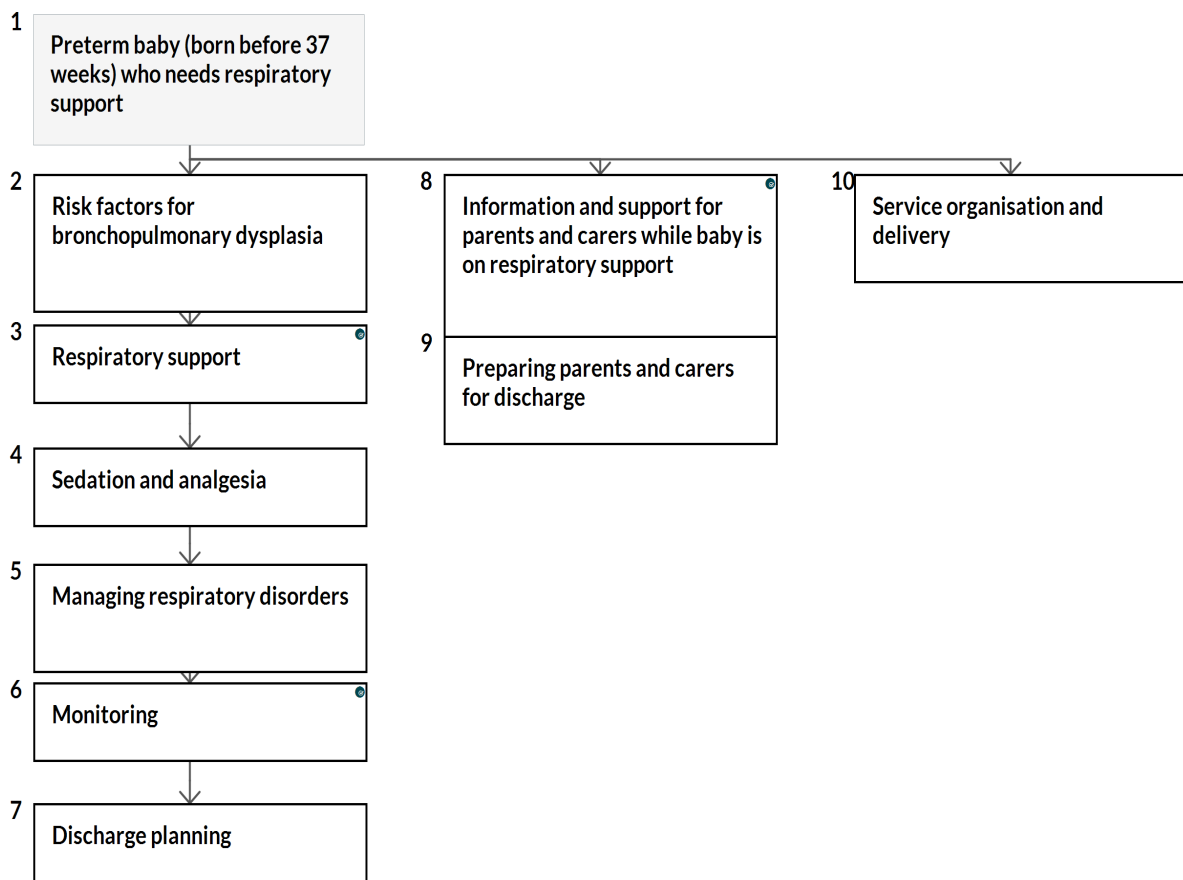 1
Preterm baby (born before 37
weeks) who needs respiratory
support
2
Risk factors for
bronchopulmonary dysplasia
3
Respiratory support
4
Sedation and analgesia
5
Managing respiratory disorders
6
Monitoring
7
Discharge planning
8
Information and support for
parents and carers while baby is
on respiratory support
9
Preparing parents and carers
for discharge
10
Service organisation and
delivery